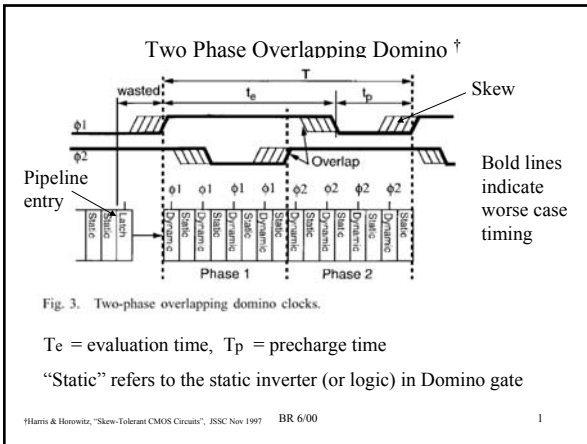 Two Phase Overlapping Domino †
T
wasted
te
tp
Skew
ϕ1
ϕ2
Overlap
Pipeline
entry
Bold lines
indicate
worse case
timing
ϕ1 ϕ1 ϕ1 ϕ1 ϕ2 ϕ2 ϕ2 ϕ2
Static Static Latch Dynamic Static Dynamic Static Dynamic Static Dynamic Static Dynamic Static Dynamic Static Dynamic Static Dynamic Static
Phase 1 Phase 2
Fig. 3. Two-phase overlapping domino clocks.
Te = evaluation time, Tp = precharge time
“Static” refers to the static inverter (or logic) in Domino gate
†Harris & Horowitz, “Skew-Tolerant CMOS Circuits”, JSSC Nov 1997 BR 6/00 1